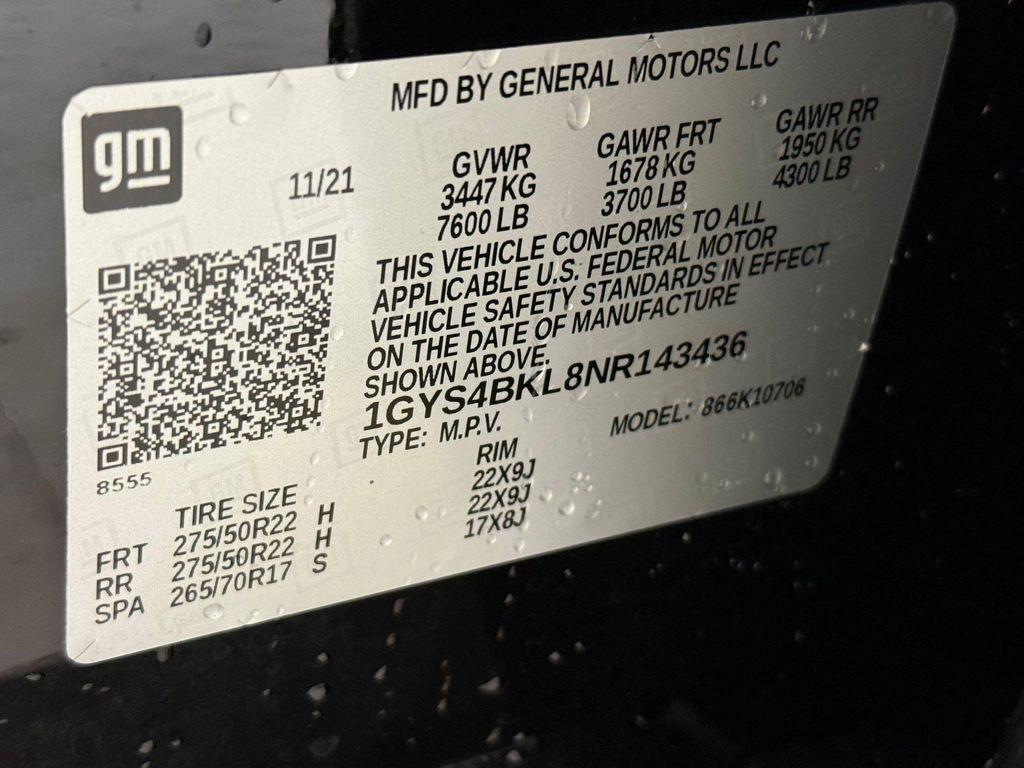 gm
MFD BY GENERAL MOTORS LLC
11/21
GVWR GAWR FRT GAWR RR
3447 KG 1678 KG 1950 KG
7600 LB 3700 LB 4300 LB
THIS VEHICLE CONFORMS TO ALL
APPLICABLE U.S. FEDERAL MOTOR
VEHICLE SAFETY STANDARDS IN EFFECT
ON THE DATE OF MANUFACTURE
SHOWN ABOVE.
1GYS4BKL8NR143436
TYPE: M.P.V. MODEL: 866K10706
8555
TIRE SIZE RIM
FRT 275/50R22 H 22X9J
RR 275/50R22 H 22X9J
SPA 265/70R17 S 17X8J